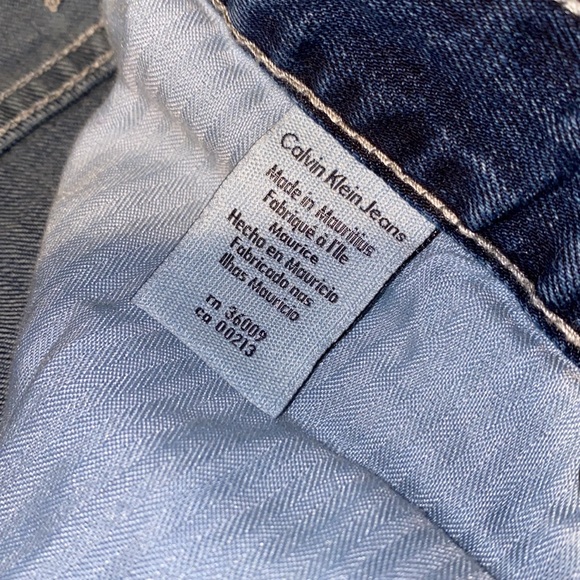 Calvin Klein Jeans
Made in Mauritius
Fabriqué à l'Ile
Maurice
Hecho en Mauricio
Fabricado nas
Ilhas Mauricio
rn 36009
ca 00213